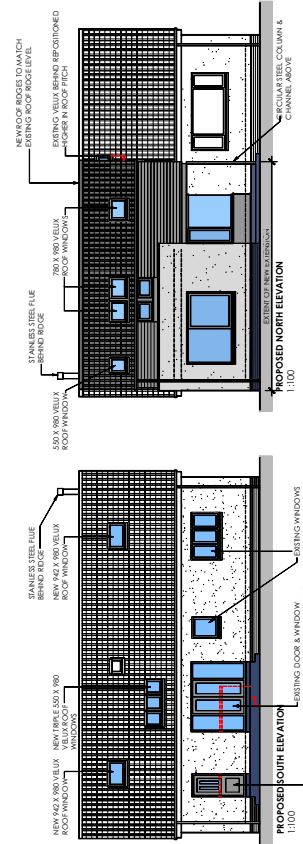 NEW ROOF RIDGES TO MATCH
EXISTING ROOF RIDGE LEVEL
EXISTING VELUX BEHIND REPOSITIONED
HIGHER IN ROOF PITCH
780 X 980 VELUX
ROOF WINDOWS
STAINLESS STEEL FLUE
BEHIND RIDGE
550 X 980 VELUX
ROOF WINDOW
CIRCULAR STEEL COLUMN &
CHANNEL ABOVE
EXTENT OF NEW EXTENSION
PROPOSED NORTH ELEVATION
1:100
STAINLESS STEEL FLUE
BEHIND RIDGE
NEW 942 X 980 VELUX
ROOF WINDOW
NEW TRIPLE 550 X 980
VELUX ROOF
WINDOWS
NEW 942 X 980 VELUX
ROOF WINDOW
EXISTING WINDOWS
EXISTING DOOR & WINDOW
PROPOSED SOUTH ELEVATION
1:100